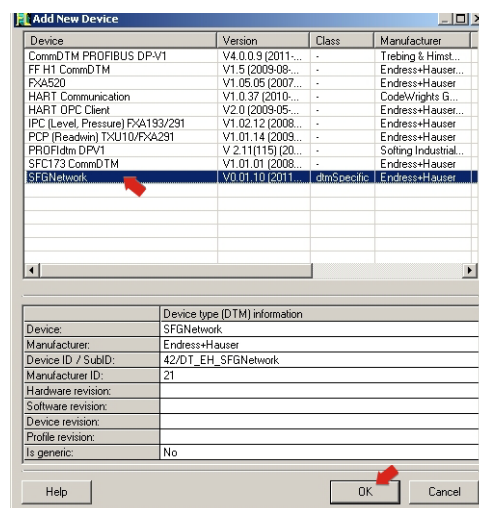 Add New Device
Device Version Class Manufacturer
CommDTM PROFIBUS DP-V1 V4.0.0.9 (2011-... - Trebing & Himst...
FF H1 CommDTM V1.5 (2009-08-... - Endress+Hauser...
FXA520 V1.05.05 (2007... - Endress+Hauser
HART Communication V1.0.37 (2010-... - CodeWrights G...
HART OPC Client V2.0 (2009-05-... - Endress+Hauser
IPC (Level, Pressure) FXA193/291 V1.02.12 (2008... - Endress+Hauser
PCP (Readwin) TXU10/FXA291 V1.01.14 (2009... - Endress+Hauser
PROFIdtm DPV1 V 2.11(115) (20... - Softing Industrial...
SFC173 CommDTM V1.01.01 (2008... - Endress+Hauser
SFGNetwork V0.01.10 (2011... dtmSpecific Endress+Hauser
Device type (DTM) information
Device: SFGNetwork
Manufacturer: Endress+Hauser
Device ID / SubID: 42/DT_EH_SFGNetwork
Manufacturer ID: 21
Hardware revision:
Software revision:
Device revision:
Profile revision:
Is generic: No
Help OK Cancel